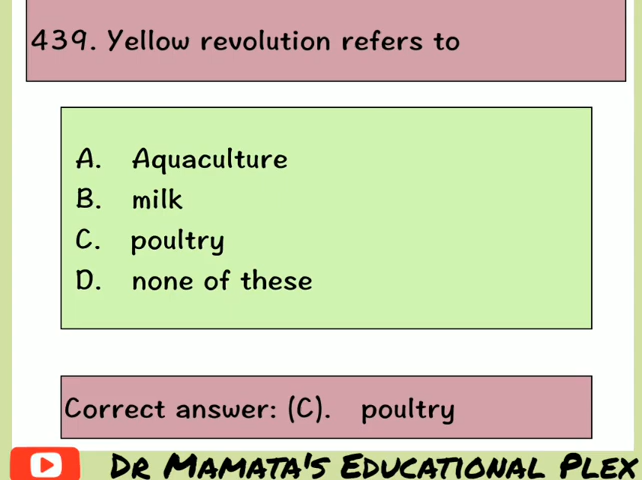 439. Yellow revolution refers to
A. Aquaculture
B. milk
C. poultry
D. none of these
Correct answer: (C). poultry
DR MAMATA'S EDUCATIONAL PLEX